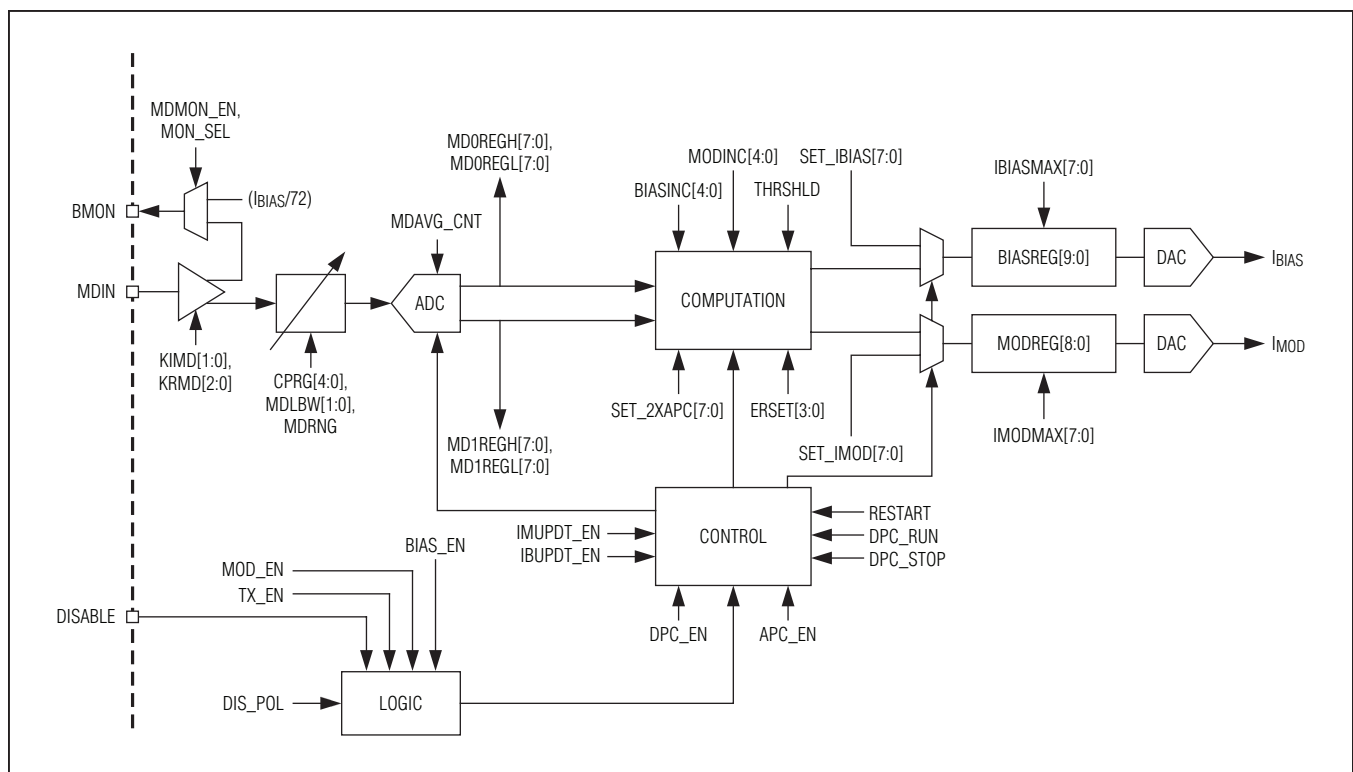 MDMON_EN,
MON_SEL
(IBIAS/72)
BMON
MDIN
KIMD[1:0],
KRMD[2:0]
CPRG[4:0],
MDLBW[1:0],
MDRNG
MDAVG_CNT
ADC
MD0REGH[7:0],
MD0REGL[7:0]
MD1REGH[7:0],
MD1REGL[7:0]
MODINC[4:0]
BIASINC[4:0]
THRSHLD
COMPUTATION
SET_2XAPC[7:0]
ERSET[3:0]
SET_IBIAS[7:0]
IBIASMAX[7:0]
BIASREG[9:0]
DAC
IBIAS
MODREG[8:0]
DAC
IMOD
IMODMAX[7:0]
SET_IMOD[7:0]
CONTROL
IMUPDT_EN
IBUPDT_EN
RESTART
DPC_RUN
DPC_STOP
DPC_EN
APC_EN
BIAS_EN
MOD_EN
TX_EN
DISABLE
DIS_POL
LOGIC